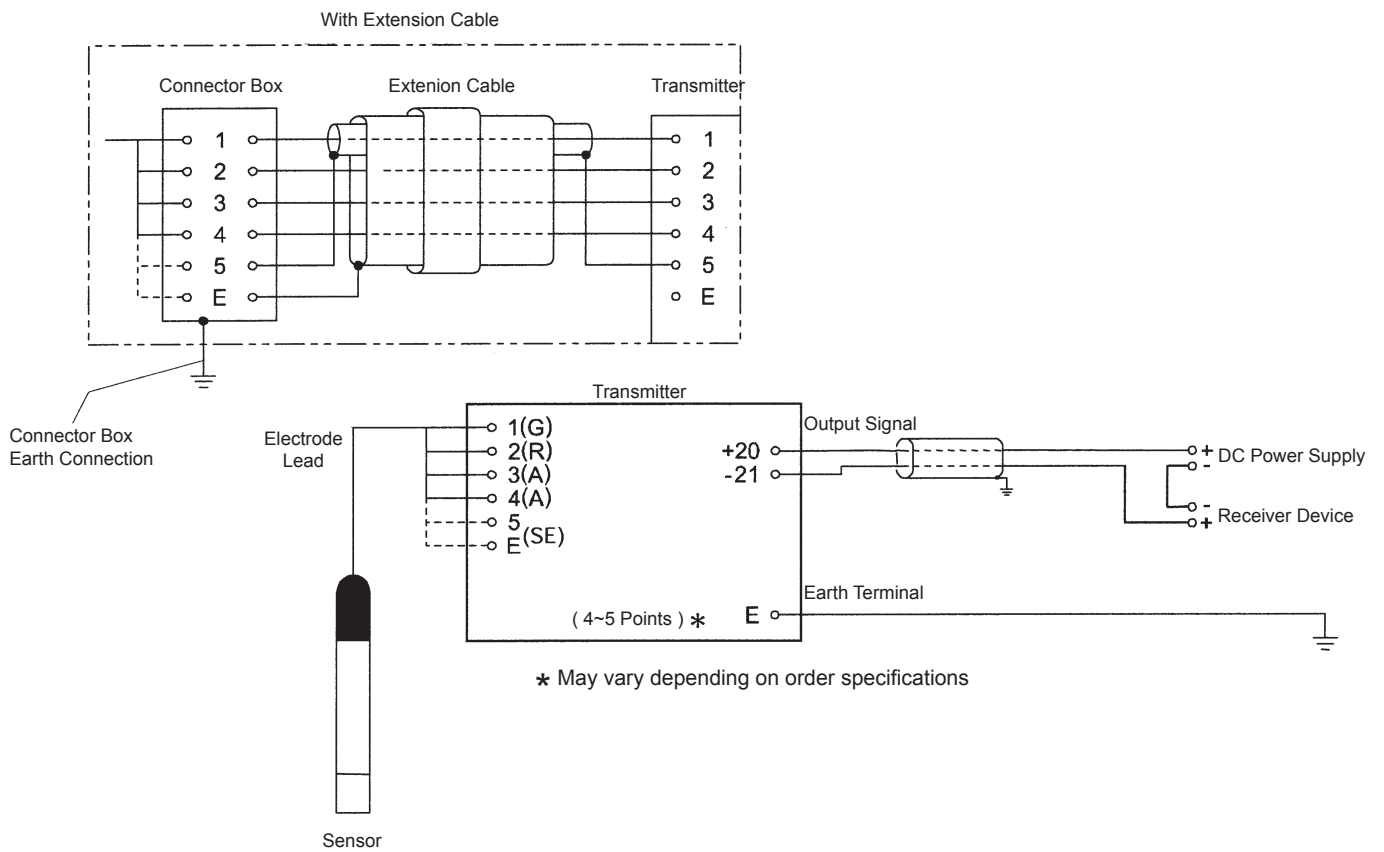 With Extension Cable
Connector Box
Extenion Cable
Transmitter
1
2
3
4
5
E
1
2
3
4
5
E
Connector Box
Earth Connection
Electrode
Lead
Transmitter
1(G)
2(R)
3(A)
4(A)
5
E(SE)
( 4~5 Points ) *
+20
-21
E
Output Signal
+ DC Power Supply
-
-
+ Receiver Device
Earth Terminal
* May vary depending on order specifications
Sensor